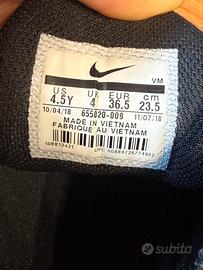 VM
US UK EUR cm
4.5Y 4 36.5 23.5
10/04/18 655020-009 11/07/18
MADE IN VIETNAM
FABRIQUE AU VIETNAM
subito